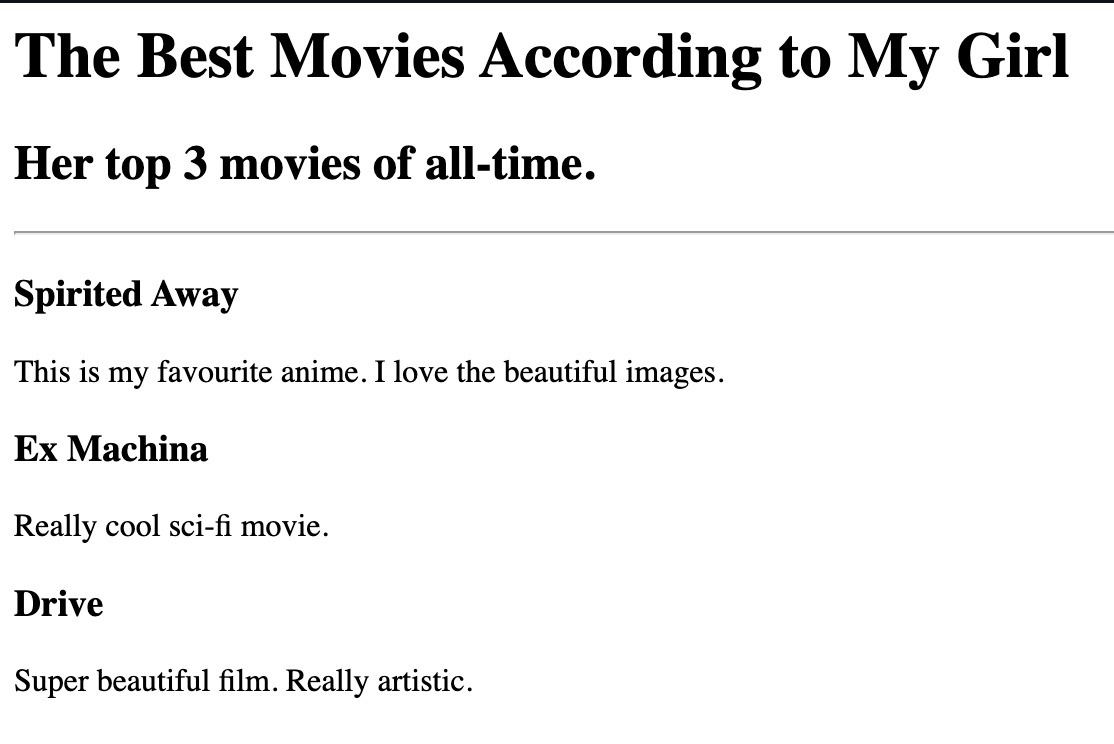 The Best Movies According to My Girl
Her top 3 movies of all-time.
Spirited Away
This is my favourite anime. I love the beautiful images.
Ex Machina
Really cool sci-fi movie.
Drive
Super beautiful film. Really artistic.